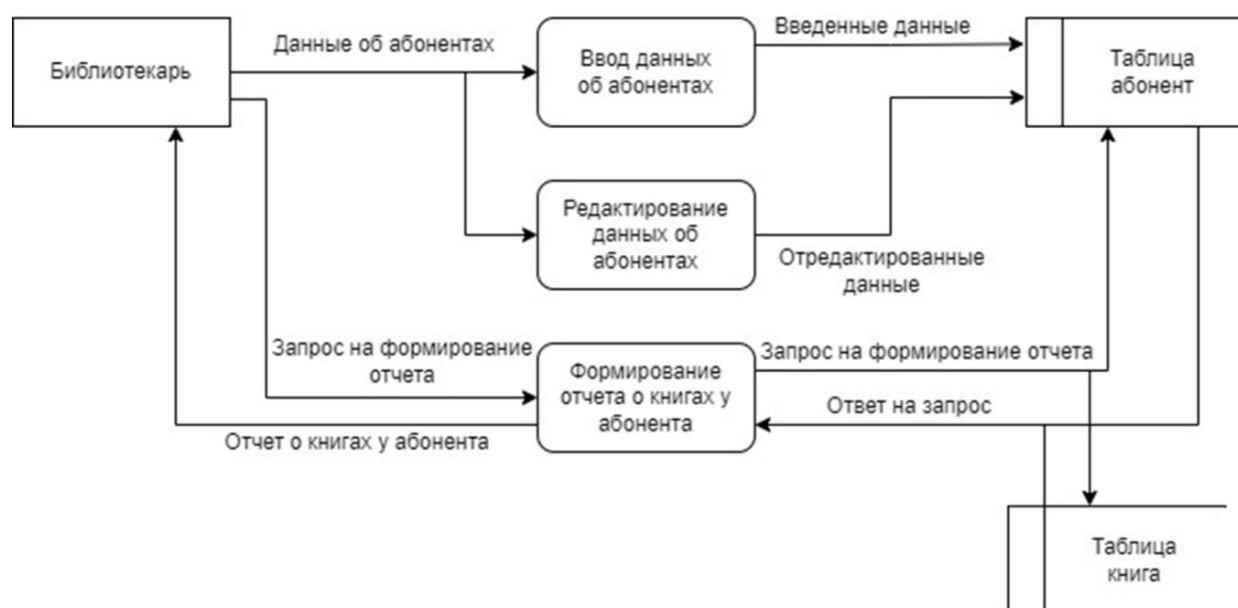 Библиотекарь
Данные об абонентах
Ввод данных
об абонентах
Введенные данные
Таблица
абонент
Редактирование
данных об
абонентах
Отредактированные
данные
Запрос на формирование
отчета
Формирование
отчета о книгах у
абонента
Запрос на формирование отчета
Ответ на запрос
Отчет о книгах у абонента
Таблица
книга